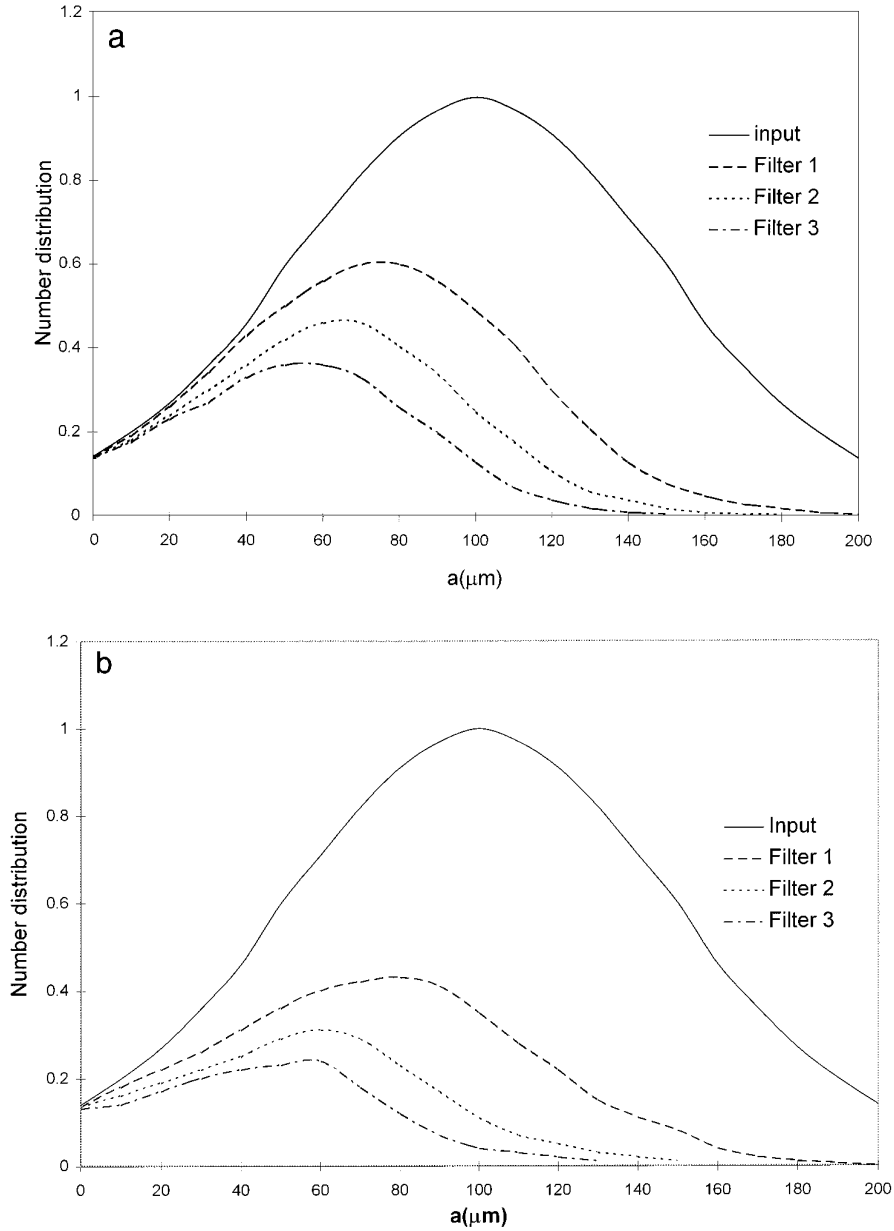 a
1.2
1
0.8
0.6
0.4
0.2
0
Number distribution
input
Filter 1
Filter 2
Filter 3
0 20 40 60 80 100 120 140 160 180 200
a(μm)
b
1.2
1
0.8
0.6
0.4
0.2
0
Number distribution
Input
Filter 1
Filter 2
Filter 3
0 20 40 60 80 100 120 140 160 180 200
a(μm)